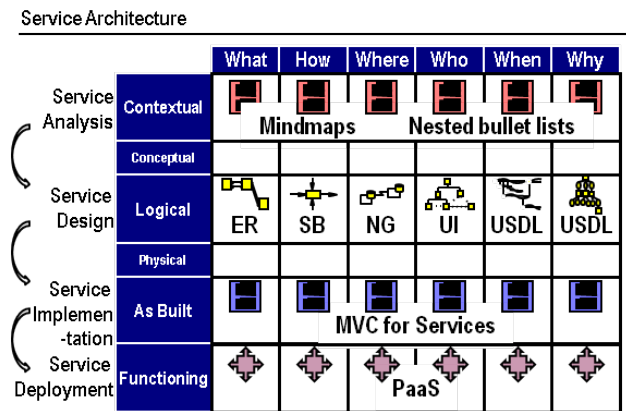 Service Architecture
What How Where Who When Why
Service
Analysis
Contextual
Mindmaps Nested bullet lists
Conceptual
Service
Design
Logical
ER SB NG UI USDL USDL
Physical
Service
Implemen
-tation
As Built
MVC for Services
Service
Deployment
Functioning
PaaS